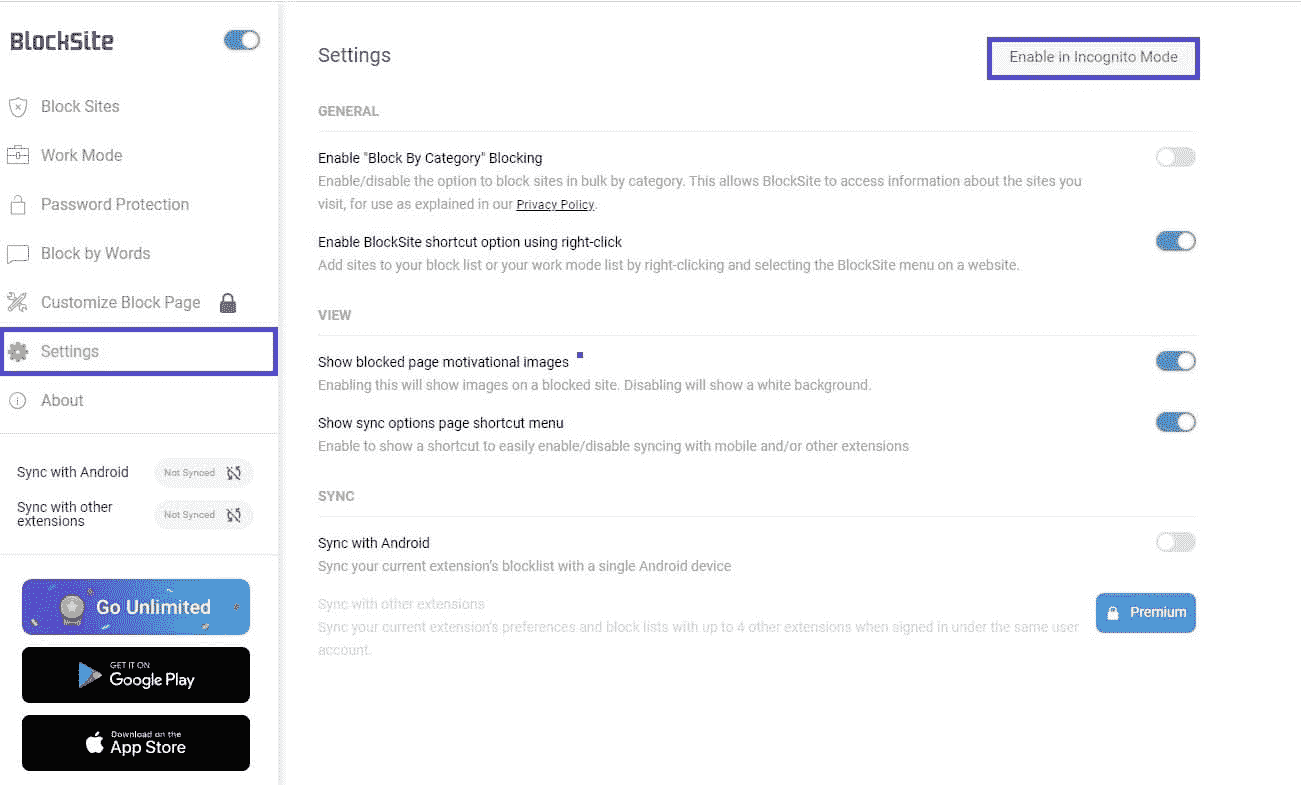 BlockSite
Block Sites
Work Mode
Password Protection
Block by Words
Customize Block Page
Settings
About
Sync with Android
Not Synced
Sync with other
extensions
Not Synced
Go Unlimited
GET IT ON
Google Play
Download on the
App Store
Settings
Enable in Incognito Mode
GENERAL
Enable "Block By Category" Blocking
Enable/disable the option to block sites in bulk by category. This allows BlockSite to access information about the sites you
visit, for use as explained in our Privacy Policy.
Enable BlockSite shortcut option using right-click
Add sites to your block list or your work mode list by right-clicking and selecting the BlockSite menu on a website.
VIEW
Show blocked page motivational images
Enabling this will show images on a blocked site. Disabling will show a white background.
Show sync options page shortcut menu
Enable to show a shortcut to easily enable/disable syncing with mobile and/or other extensions
SYNC
Sync with Android
Sync your current extension's blocklist with a single Android device
Sync with other extensions
Sync your current extension's preferences and block lists with up to 4 other extensions when signed in under the same user
account.
Premium